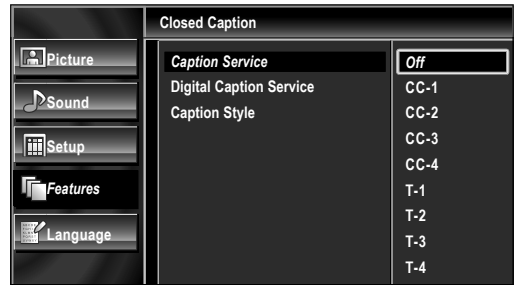 Closed Caption
Picture
Sound
Setup
Features
Language
Caption Service
Digital Caption Service
Caption Style
Off
CC-1
CC-2
CC-3
CC-4
T-1
T-2
T-3
T-4